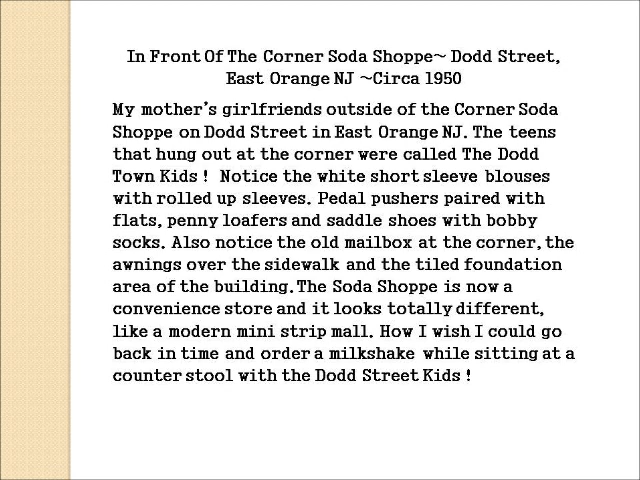 In Front Of The Corner Soda Shoppe~ Dodd Street,
East Orange NJ ~Circa 1950
My mother's girlfriends outside of the Corner Soda
Shoppe on Dodd Street in East Orange NJ. The teens
that hung out at the corner were called The Dodd
Town Kids ! Notice the white short sleeve blouses
with rolled up sleeves. Pedal pushers paired with
flats, penny loafers and saddle shoes with bobby
socks. Also notice the old mailbox at the corner, the
awnings over the sidewalk and the tiled foundation
area of the building. The Soda Shoppe is now a
convenience store and it looks totally different,
like a modern mini strip mall. How I wish I could go
back in time and order a milkshake while sitting at a
counter stool with the Dodd Street Kids !